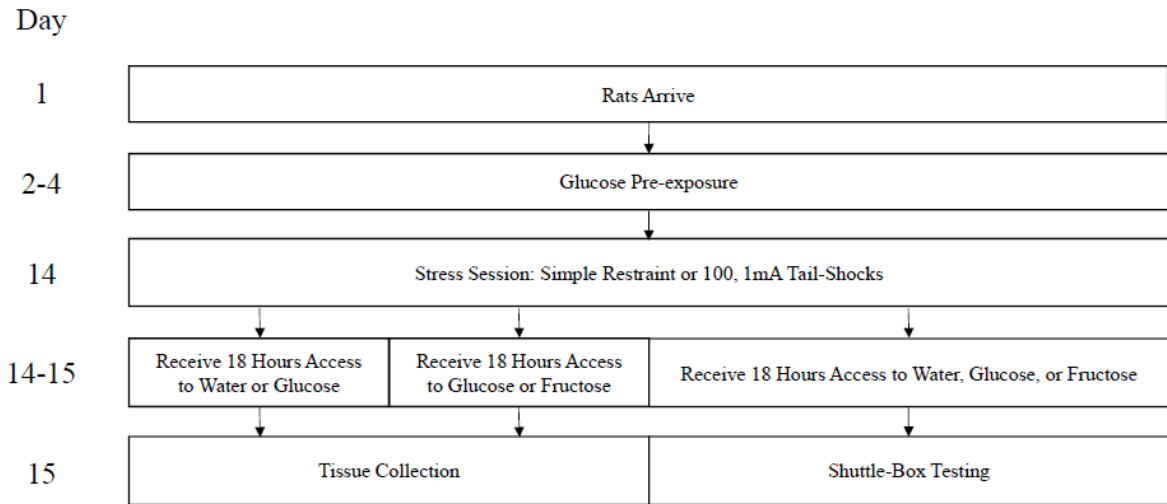 Day
1
Rats Arrive
2-4
Glucose Pre-exposure
14
Stress Session: Simple Restraint or 100, 1mA Tail-Shocks
14-15
Receive 18 Hours Access
to Water or Glucose
Receive 18 Hours Access
to Glucose or Fructose
Receive 18 Hours Access to Water, Glucose, or Fructose
15
Tissue Collection
Shuttle-Box Testing